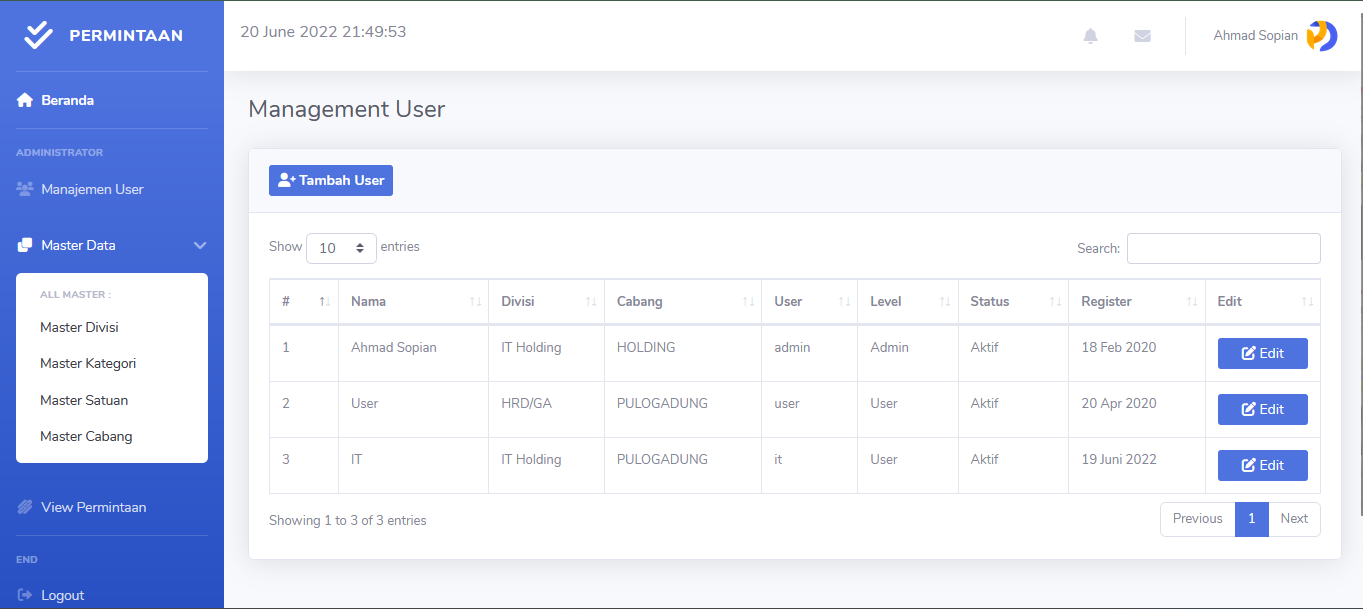 PERMINTAAN
Beranda
ADMINISTRATOR
Manajemen User
Master Data
ALL MASTER :
Master Divisi
Master Kategori
Master Satuan
Master Cabang
View Permintaan
END
Logout
20 June 2022 21:49:53
Ahmad Sopian
Management User
Tambah User
Show 10 entries
Search:
# Nama Divisi Cabang User Level Status Register Edit
1 Ahmad Sopian IT Holding HOLDING admin Admin Aktif 18 Feb 2020 Edit
2 User HRD/GA PULOGADUNG user User Aktif 20 Apr 2020 Edit
3 IT IT Holding PULOGADUNG it User Aktif 19 Juni 2022 Edit
Showing 1 to 3 of 3 entries
Previous 1 Next